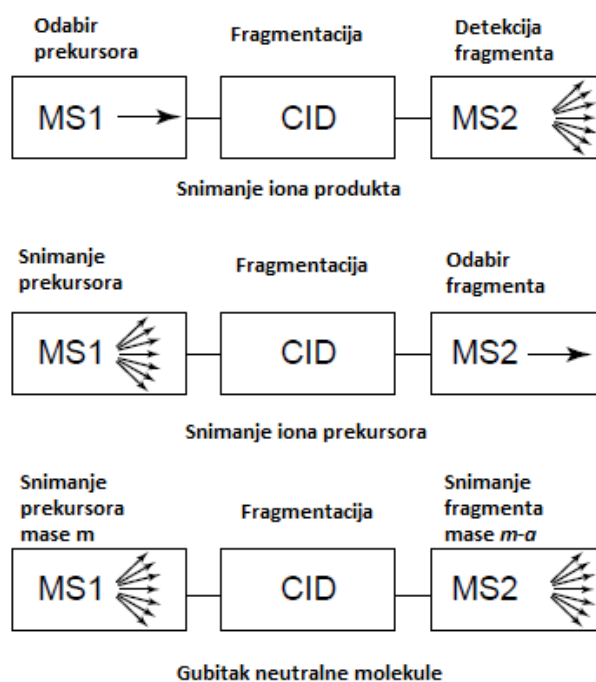 Odabir
prekursora
Fragmentacija
Detekcija
fragmenta
MS1
CID
MS2
Snimanje iona produkta
Snimanje
prekursora
Fragmentacija
Odabir
fragmenta
MS1
CID
MS2
Snimanje iona prekursora
Snimanje
prekursora
mase m
Fragmentacija
Snimanje
fragmenta
mase m-a
MS1
CID
MS2
Gubitak neutralne molekule